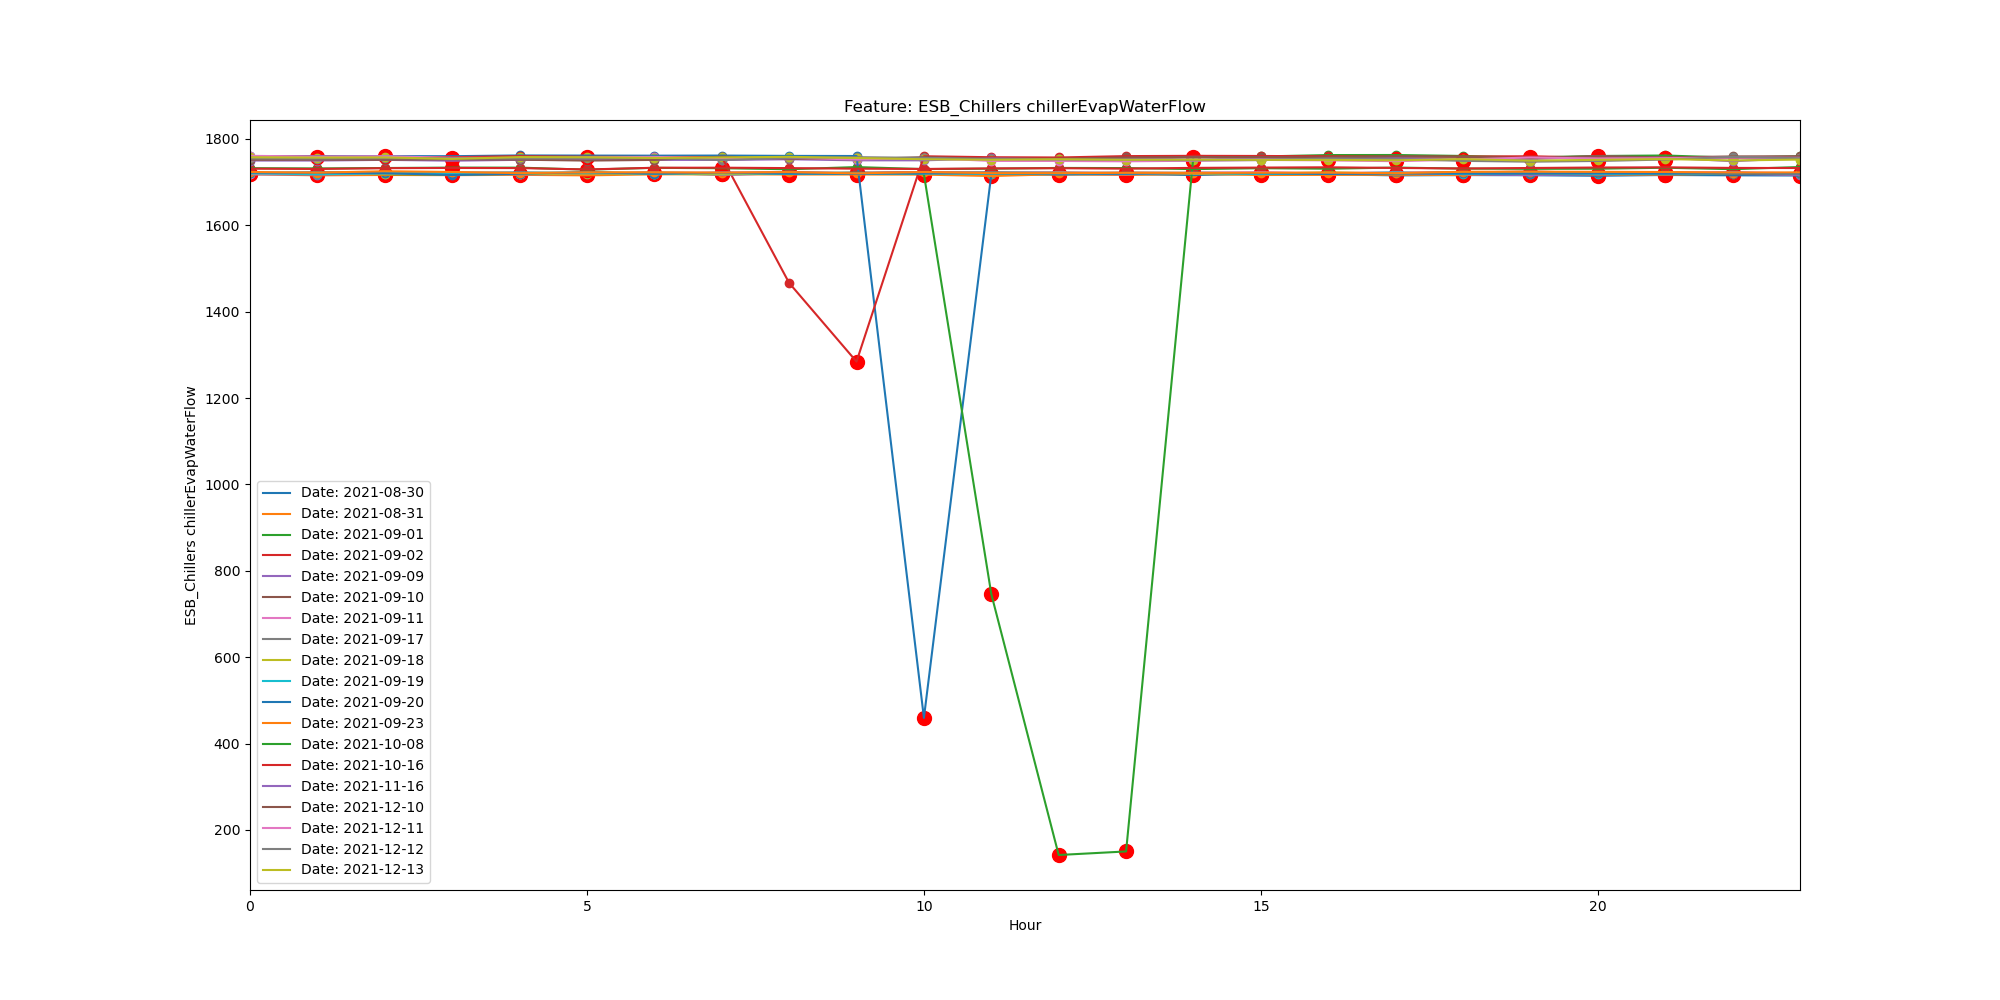 Feature: ESB_Chillers chillerEvapWaterFlow
ESB_Chillers chillerEvapWaterFlow
1800
1600
1400
1200
1000
800
600
400
200
Date: 2021-08-30
Date: 2021-08-31
Date: 2021-09-01
Date: 2021-09-02
Date: 2021-09-09
Date: 2021-09-10
Date: 2021-09-11
Date: 2021-09-17
Date: 2021-09-18
Date: 2021-09-19
Date: 2021-09-20
Date: 2021-09-23
Date: 2021-10-08
Date: 2021-10-16
Date: 2021-11-16
Date: 2021-12-10
Date: 2021-12-11
Date: 2021-12-12
Date: 2021-12-13
0 5 10 15 20
Hour